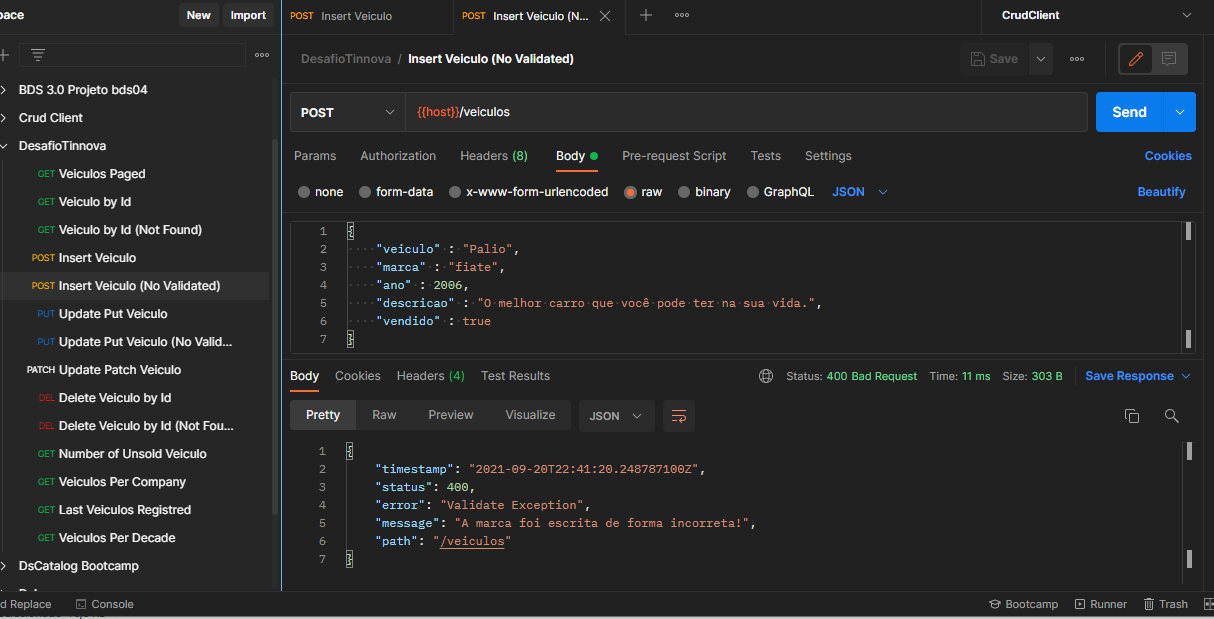 pace
New
Import
POST Insert Veiculo
POST Insert Veiculo (N...
CrudClient
DesafioTinnova / Insert Veiculo (No Validated)
Save
BDS 3.0 Projeto bds04
Crud Client
DesafioTinnova
GET Veiculos Paged
GET Veiculo by Id
GET Veiculo by Id (Not Found)
POST Insert Veiculo
POST Insert Veiculo (No Validated)
PUT Update Put Veiculo
PUT Update Put Veiculo (No Valid...
PATCH Update Patch Veiculo
DEL Delete Veiculo by Id
DEL Delete Veiculo by Id (Not Fou...
GET Number of Unsold Veiculo
GET Veiculos Per Company
GET Last Veiculos Registred
GET Veiculos Per Decade
DsCatalog Bootcamp
POST
{{host}}/veiculos
Send
Params Authorization Headers (8) Body Pre-request Script Tests Settings Cookies
none form-data x-www-form-urlencoded raw binary GraphQL JSON Beautify
1 {
2 "veiculo" : "Palio",
3 "marca" : "fiate",
4 "ano" : 2006,
5 "descricao" : "O melhor carro que você pode ter na sua vida.",
6 "vendido" : true
7 }
Body Cookies Headers (4) Test Results Status: 400 Bad Request Time: 11 ms Size: 303 B Save Response
Pretty Raw Preview Visualize JSON
1 {
2 "timestamp": "2021-09-20T22:41:20.248787100Z",
3 "status": 400,
4 "error": "Validate Exception",
5 "message": "A marca foi escrita de forma incorreta!",
6 "path": "/veiculos"
7 }
d Replace Console Bootcamp Runner Trash